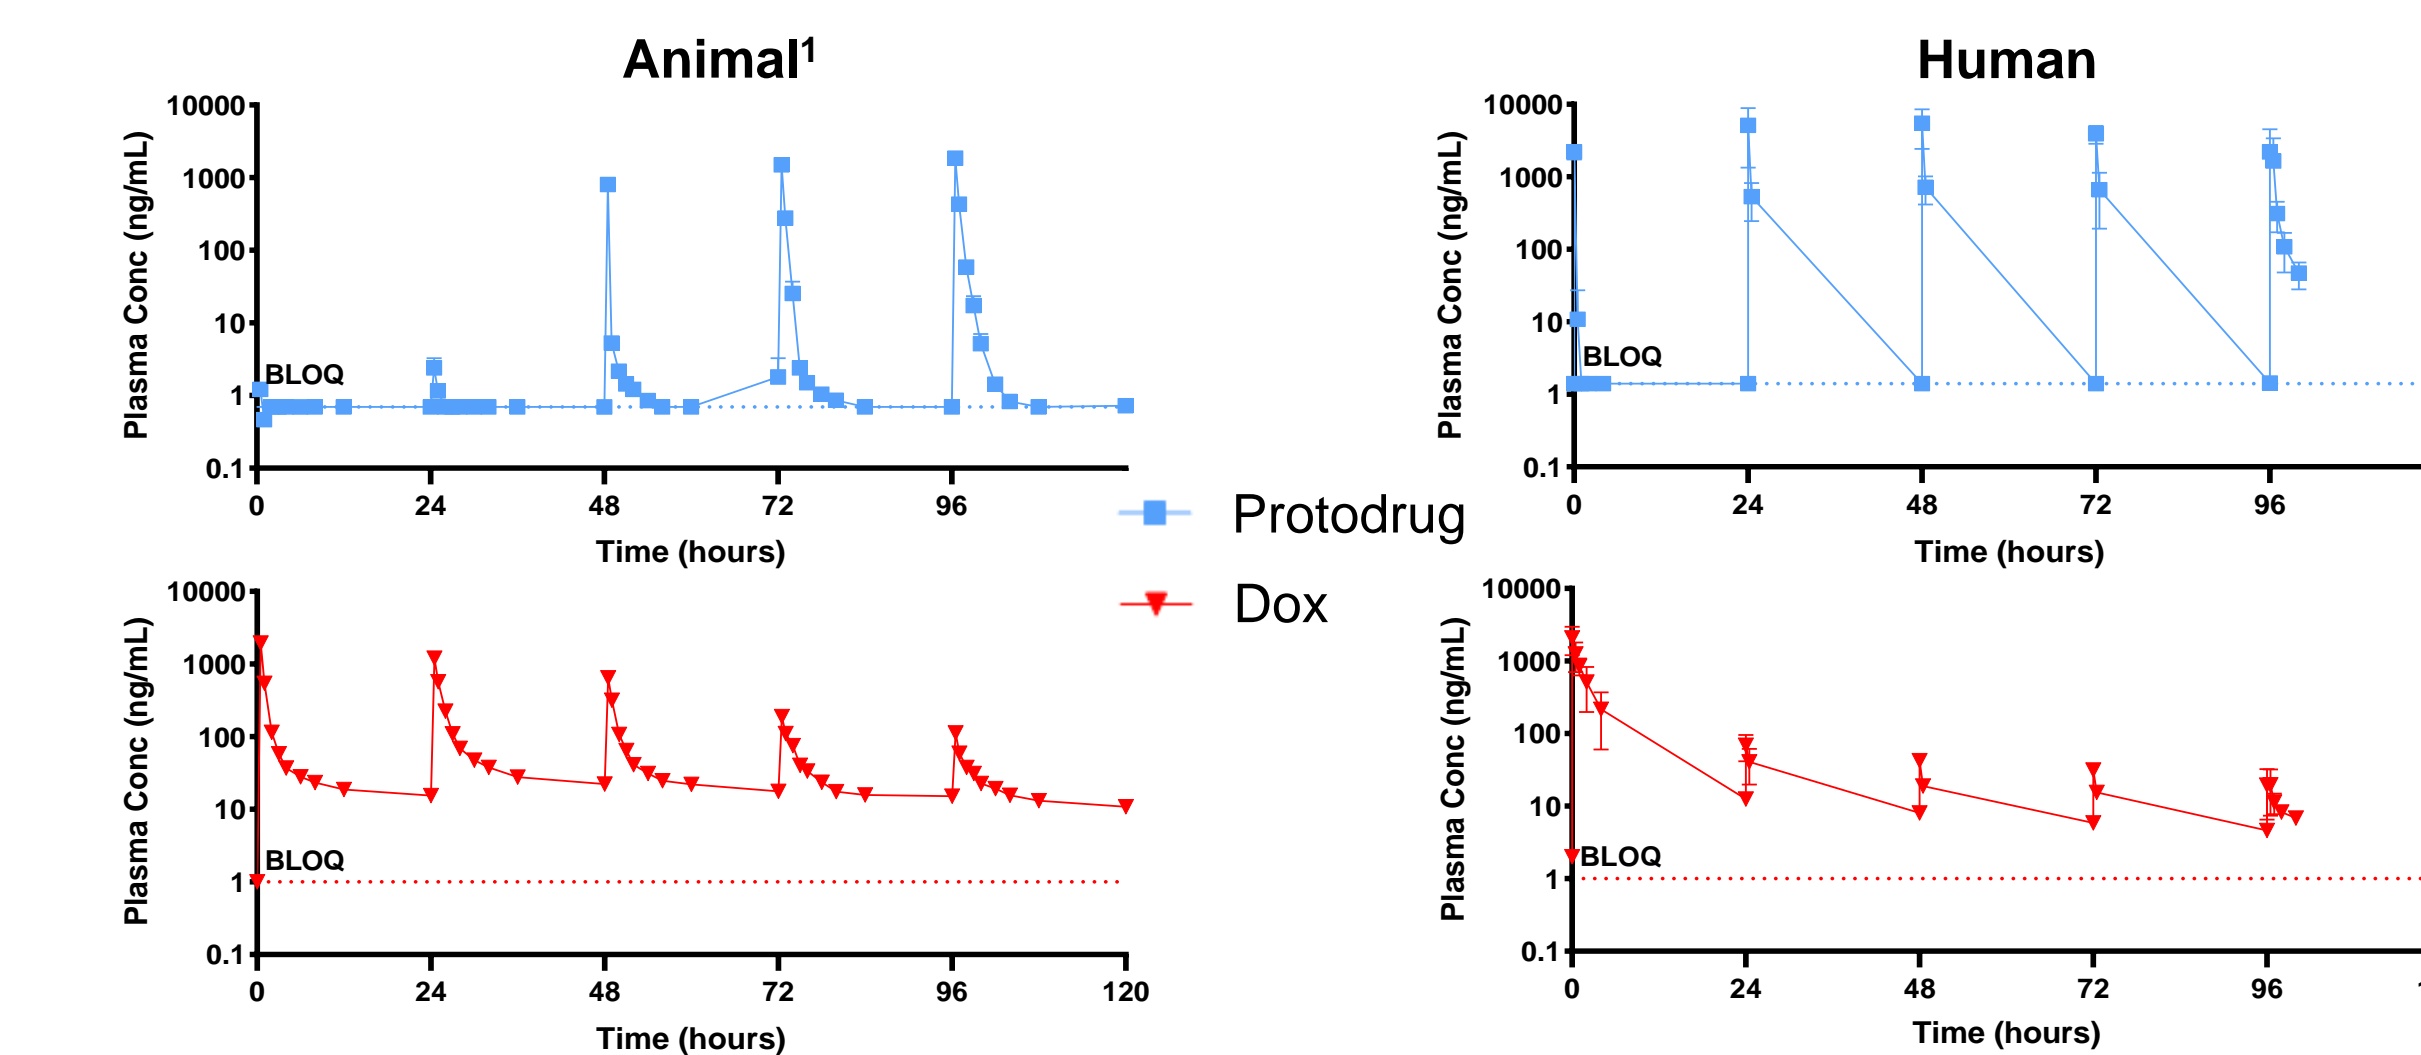 Animal¹
Human
Plasma Conc (ng/mL)
10000
1000
100
10
1
0.1
BLOQ
0
24
48
72
96
Time (hours)
Plasma Conc (ng/mL)
10000
1000
100
10
1
0.1
BLOQ
0
24
48
72
96
Time (hours)
Protodrug
Dox
Plasma Conc (ng/mL)
10000
1000
100
10
1
0.1
BLOQ
0
24
48
72
96
120
Time (hours)
Plasma Conc (ng/mL)
10000
1000
100
10
1
0.1
BLOQ
0
24
48
72
96
Time (hours)